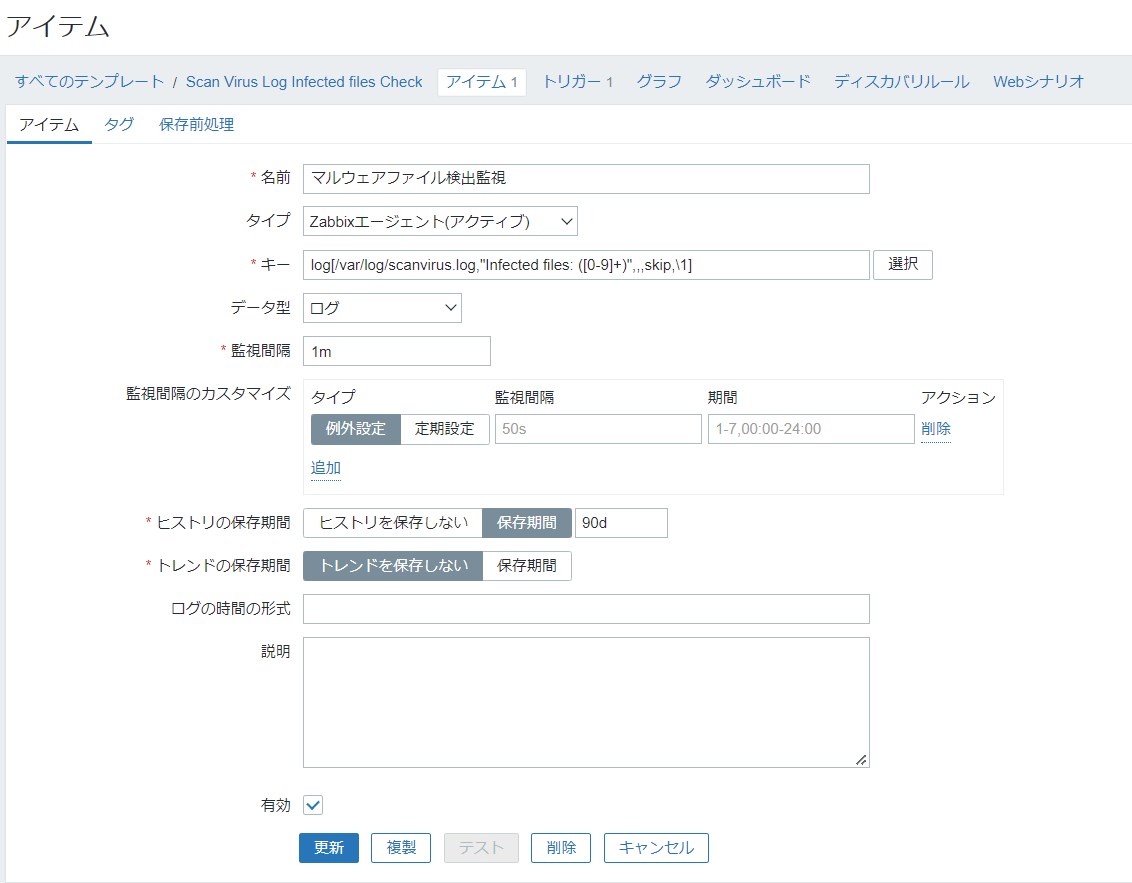 アイテム
すべてのテンプレート / Scan Virus Log Infected files Check アイテム 1 トリガー 1 グラフ ダッシュボード ディスカバリルール Webシナリオ
アイテム タグ 保存前処理
* 名前 マルウェアファイル検出監視
タイプ Zabbixエージェント(アクティブ)
* キー log[/var/log/scanvirus.log,"Infected files: ([0-9]+)",,,skip,\1] 選択
データ型 ログ
* 監視間隔 1m
監視間隔のカスタマイズ タイプ 監視間隔 期間 アクション
例外設定 定期設定 50s 1-7,00:00-24:00 削除
追加
* ヒストリの保存期間 ヒストリを保存しない 保存期間 90d
* トレンドの保存期間 トレンドを保存しない 保存期間
ログの時間の形式
説明
有効
更新 複製 テスト 削除 キャンセル